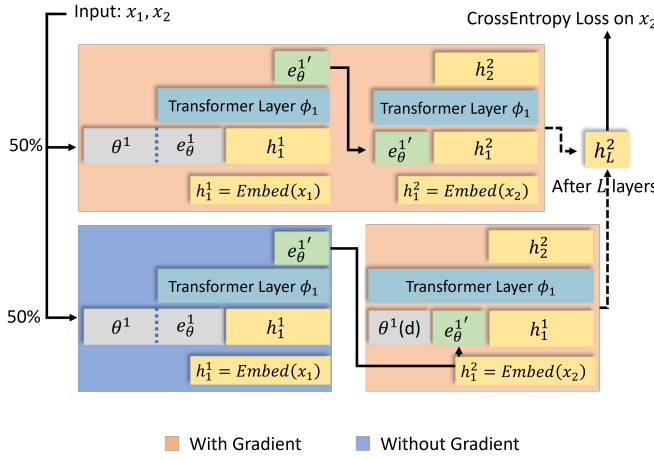 Input: x₁, x₂
CrossEntropy Loss on x₂
e_θ^1′
h_2^2
Transformer Layer ϕ₁
Transformer Layer ϕ₁
50%
θ¹ e_θ^1 h_1^1
e_θ^1′ h_1^2
h_L^2
h_1^1 = Embed(x₁)
h_1^2 = Embed(x₂)
After L layers
e_θ^1′
h_2^2
Transformer Layer ϕ₁
Transformer Layer ϕ₁
50%
θ¹ e_θ^1 h_1^1
θ¹(d) e_θ^1′ h_1^1
h_1^1 = Embed(x₁)
h_1^2 = Embed(x₂)
With Gradient
Without Gradient